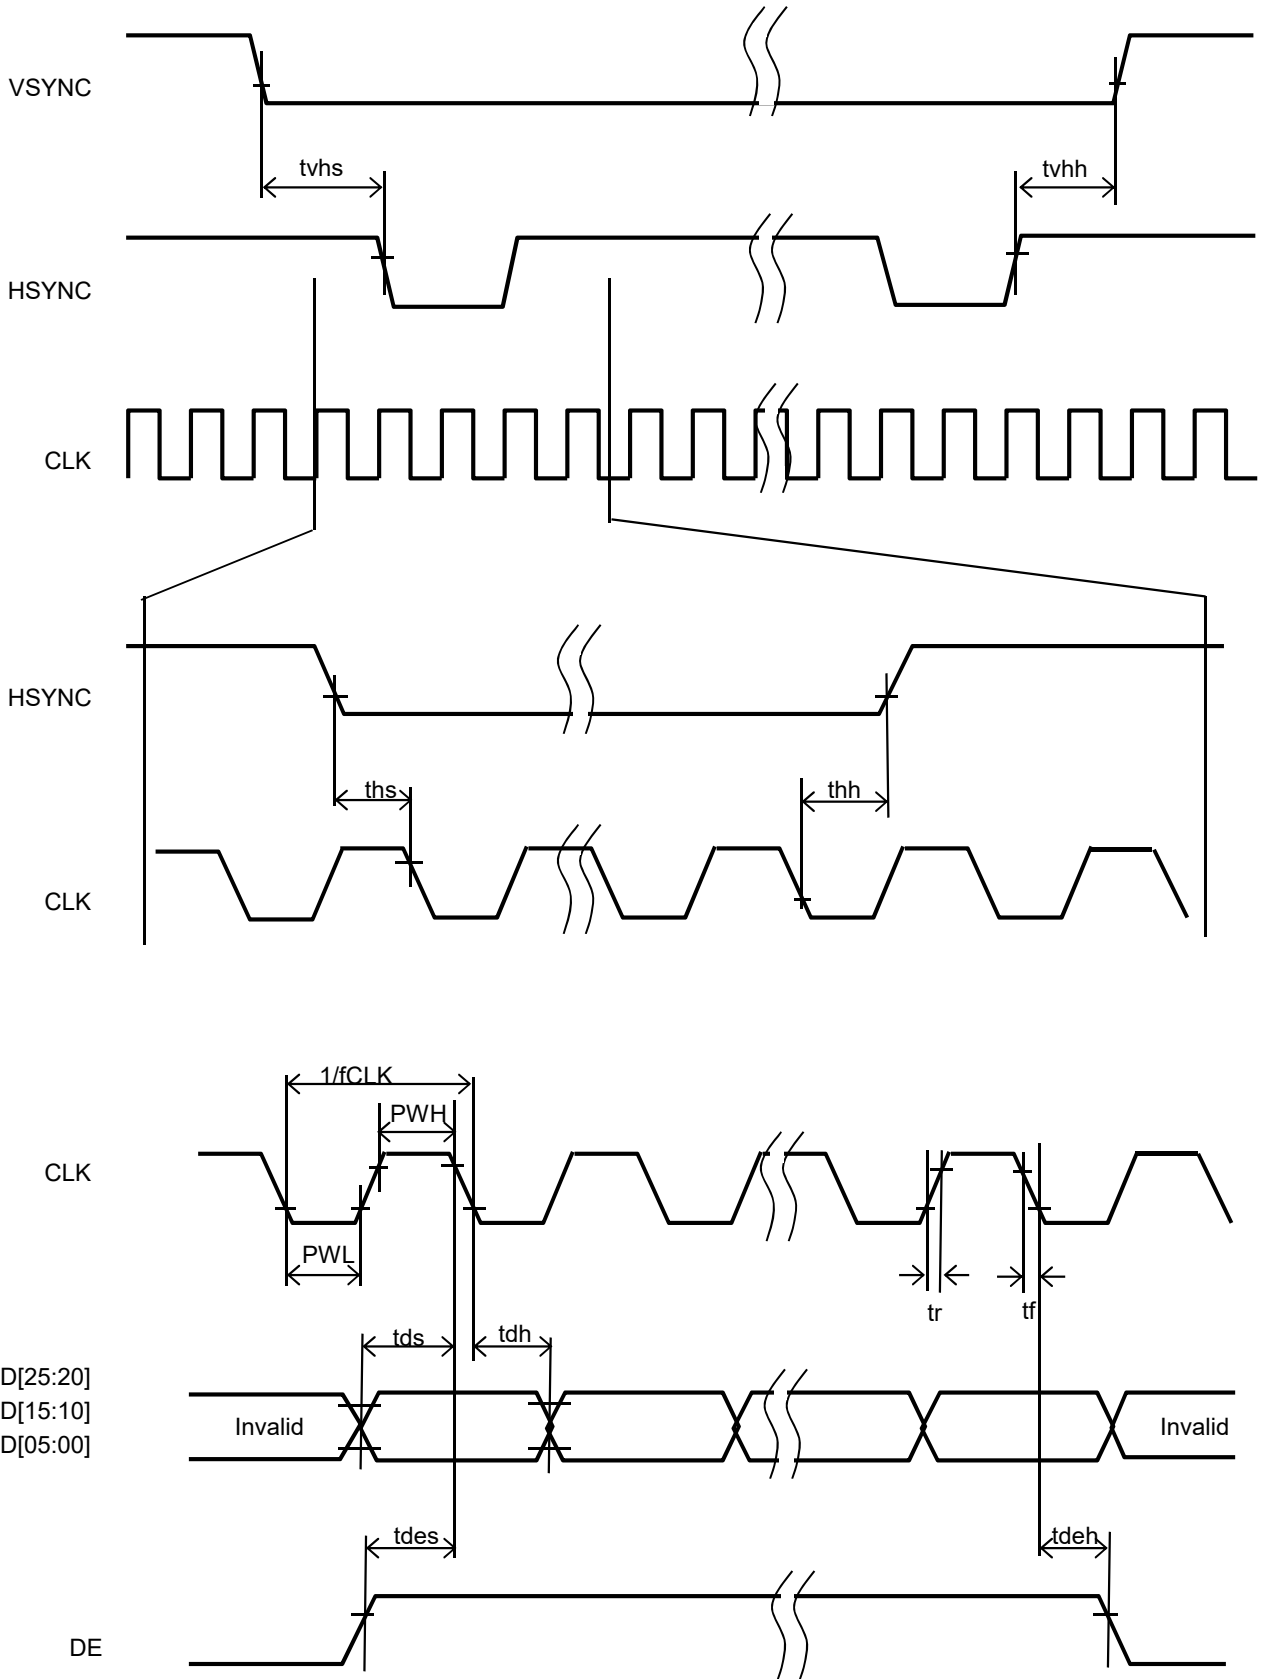 VSYNC
tvhs
tvhh
HSYNC
CLK
HSYNC
ths
thh
CLK
1/fCLK
PWH
CLK
PWL
tr
tf
tds
tdh
D[25:20]
D[15:10]
Invalid
Invalid
D[05:00]
tdes
tdeh
DE